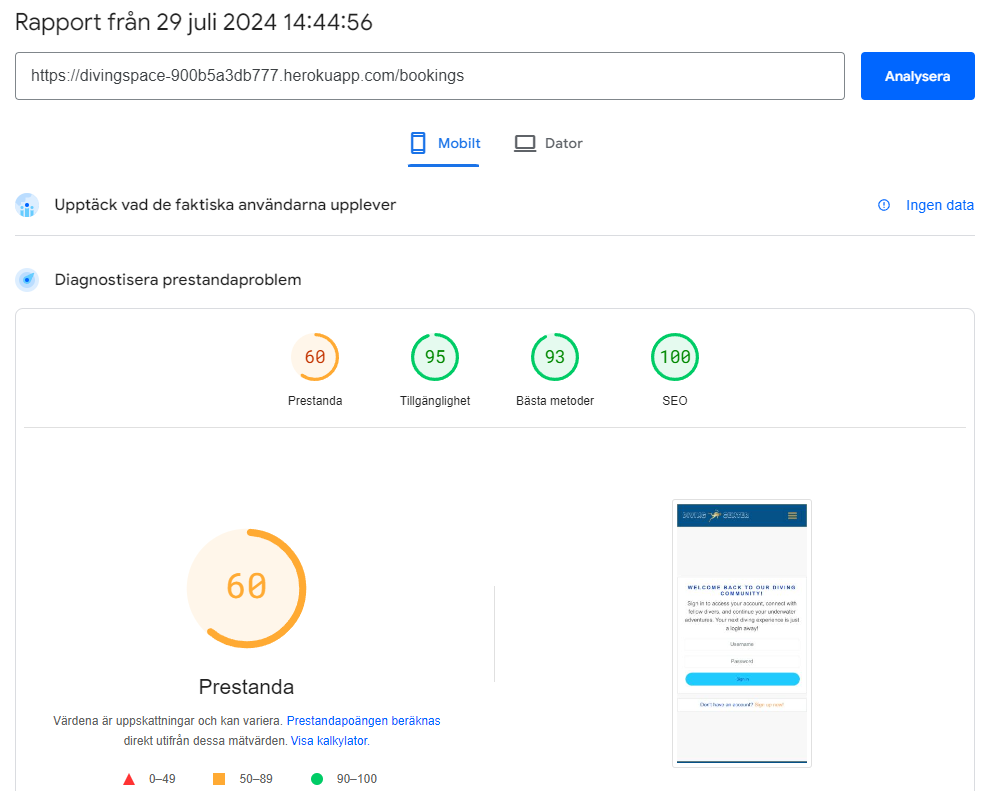 Rapport från 29 juli 2024 14:44:56
https://divingspace-900b5a3db777.herokuapp.com/bookings
Analysera
Mobilt
Dator
Upptäck vad de faktiska användarna upplever
Ingen data
Diagnostisera prestandaproblem
60
95
93
100
Prestanda
Tillgänglighet
Bästa metoder
SEO
60
Prestanda
Värdena är uppskattningar och kan variera. Prestandapoängen beräknas
direkt utifrån dessa mätvärden. Visa kalkylator.
0–49
50–89
90–100
DIVING CENTER
WELCOME BACK TO OUR DIVING
COMMUNITY!
Sign in to access your account, connect with
fellow divers, and continue your underwater
adventures. Your next diving experience is just
a login away!
Username
Password
Sign in
Don't have an account? Sign up now!